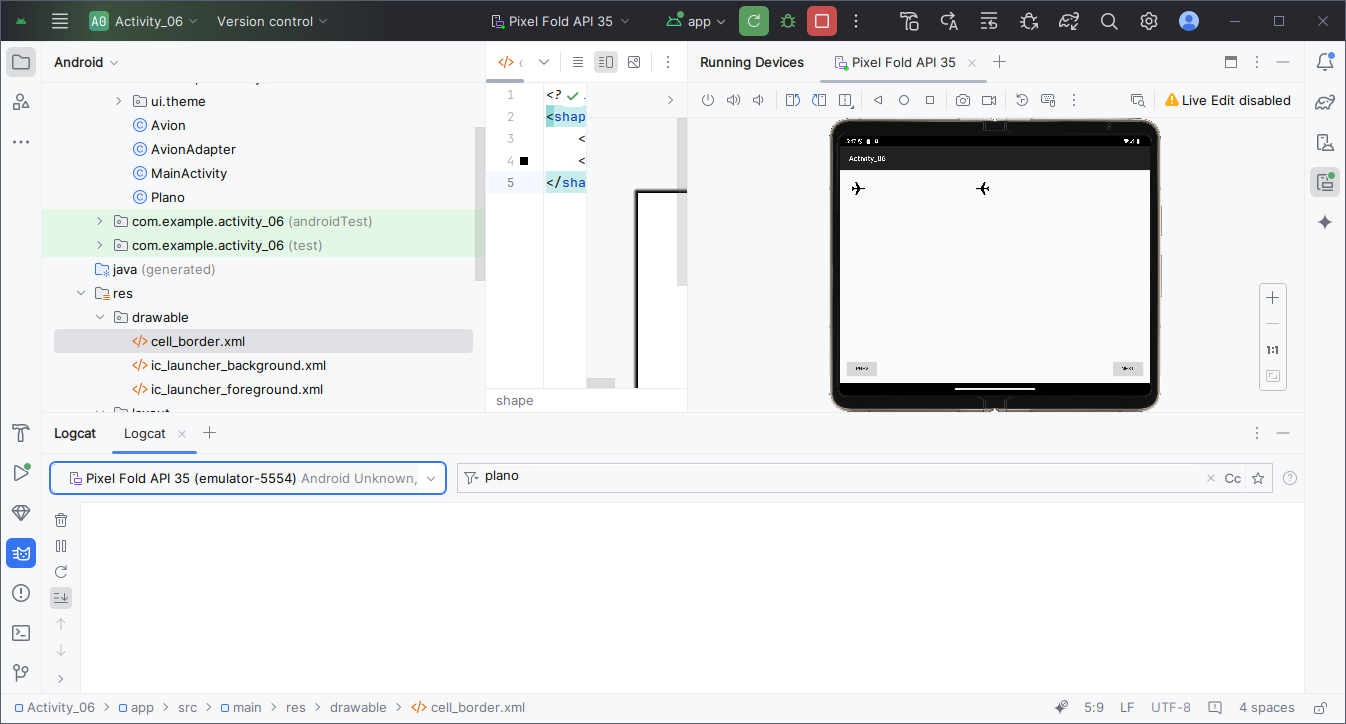 A0 Activity_06 Version control Pixel Fold API 35 app
Android
ui.theme
Avion
AvionAdapter
MainActivity
Plano
com.example.activity_06 (androidTest)
com.example.activity_06 (test)
java (generated)
res
drawable
cell_border.xml
ic_launcher_background.xml
ic_launcher_foreground.xml
layout
</>
1 <?
2 <shap
3 <
4 <
5 </sha
shape
Running Devices Pixel Fold API 35
Live Edit disabled
Activity_06
PREV NEXT
1:1
Logcat Logcat
Pixel Fold API 35 (emulator-5554) Android Unknown,
plano
Cc
Activity_06 app src main res drawable cell_border.xml
5:9 LF UTF-8 4 spaces